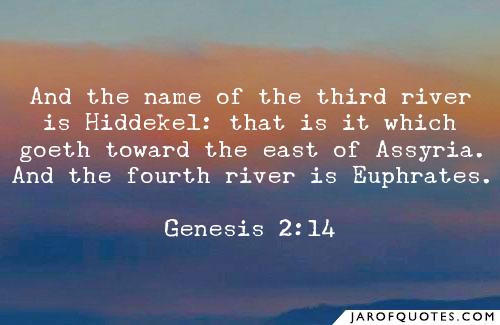 And the name of the third river
is Hiddekel: that is it which
goeth toward the east of Assyria.
And the fourth river is Euphrates.
Genesis 2:14
JAROFQUOTES.COM